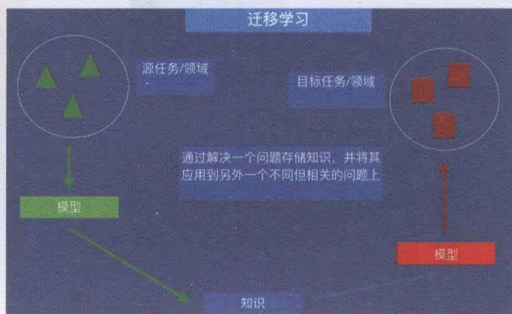 迁移学习
源任务/领域
目标任务/领域
通过解决一个问题存储知识，并将其
应用到另外一个不同但相关的问题上
模型
模型
知识